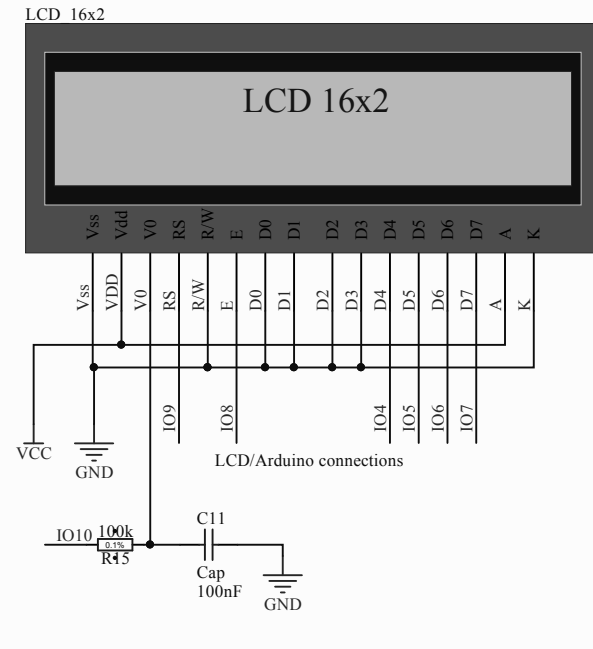 LCD 16x2
LCD 16x2
Vss Vdd V0 RS R/W E D0 D1 D2 D3 D4 D5 D6 D7 A K
Vss VDD V0 RS R/W E D0 D1 D2 D3 D4 D5 D6 D7 A K
IO9 IO8 IO4 IO5 IO6 IO7
VCC
GND
LCD/Arduino connections
IO10 100k
0.1%
R15
C11
Cap
100nF
GND